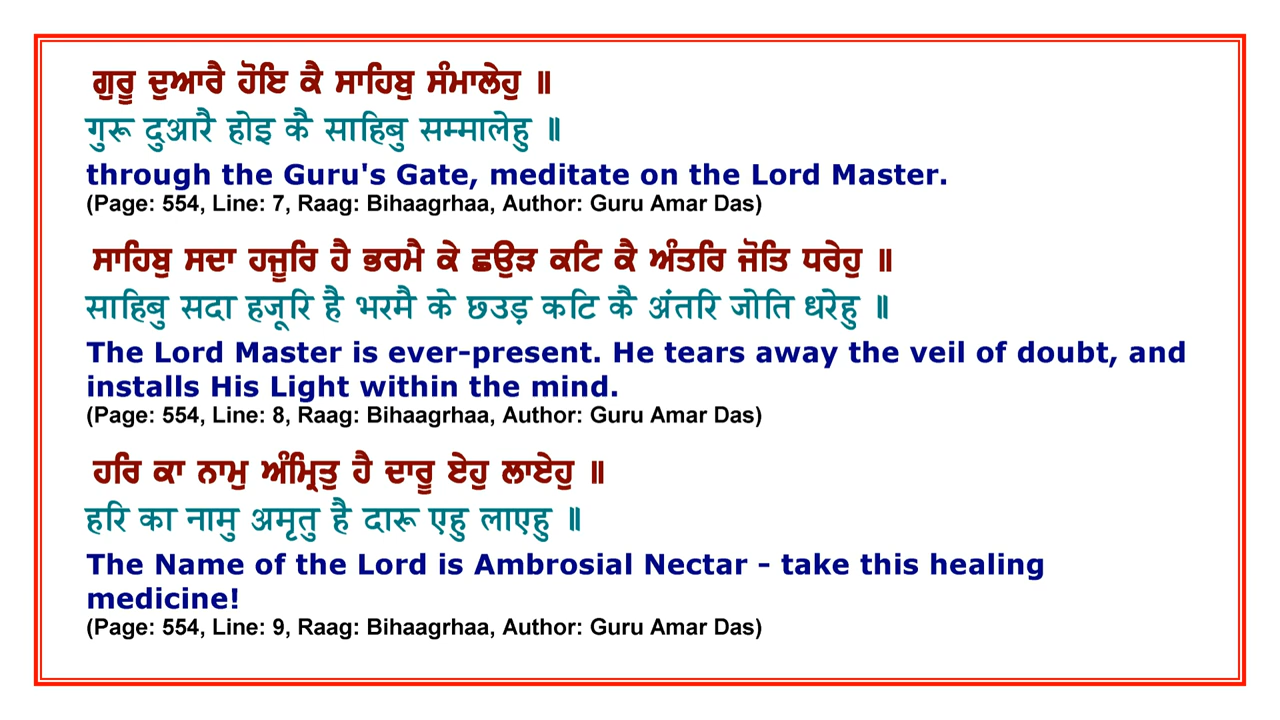 ਗੁਰੂ ਦੁਆਰੈ ਹੋਇ ਕੈ ਸਾਹਿਬੁ ਸੰਮਾਲੇਹੁ ॥
गुरू दुआरै होइ कै साहिबु सम्मालेहु ॥
through the Guru's Gate, meditate on the Lord Master.
(Page: 554, Line: 7, Raag: Bihaagrhaa, Author: Guru Amar Das)
ਸਾਹਿਬੁ ਸਦਾ ਹਜੂਰਿ ਹੈ ਭਰਮੈ ਕੇ ਛਉੜ ਕਟਿ ਕੈ ਅੰਤਰਿ ਜੋਤਿ ਧਰੇਹੁ ॥
साहिबु सदा हजूरि है भरमै के छउड़ कटि कै अंतरि जोति धरेहु ॥
The Lord Master is ever-present. He tears away the veil of doubt, and
installs His Light within the mind.
(Page: 554, Line: 8, Raag: Bihaagrhaa, Author: Guru Amar Das)
ਹਰਿ ਕਾ ਨਾਮੁ ਅੰਮ੍ਰਿਤੁ ਹੈ ਦਾਰੂ ਏਹੁ ਲਾਏਹੁ ॥
हरि का नामु अमृतु है दारू एहु लाएहु ॥
The Name of the Lord is Ambrosial Nectar - take this healing
medicine!
(Page: 554, Line: 9, Raag: Bihaagrhaa, Author: Guru Amar Das)